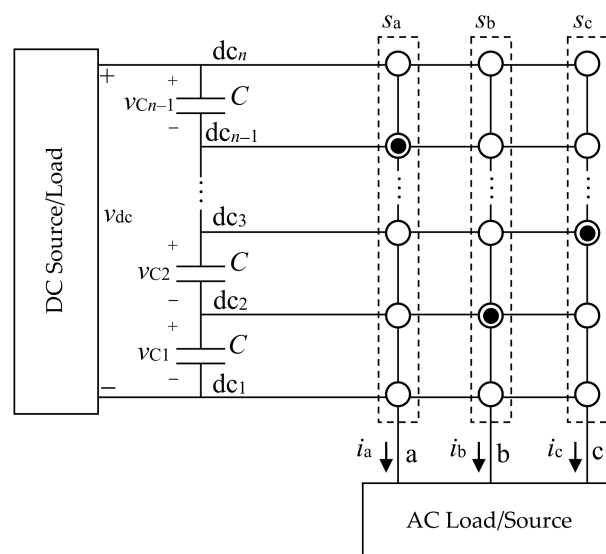 sa sb sc
dcn
+
+
vCn–1
C
–
dcn–1
DC Source/Load
vdc
dc3
+
vC2
C
–
dc2
+
vC1
C
–
–
dc1
ia a ib b ic c
AC Load/Source